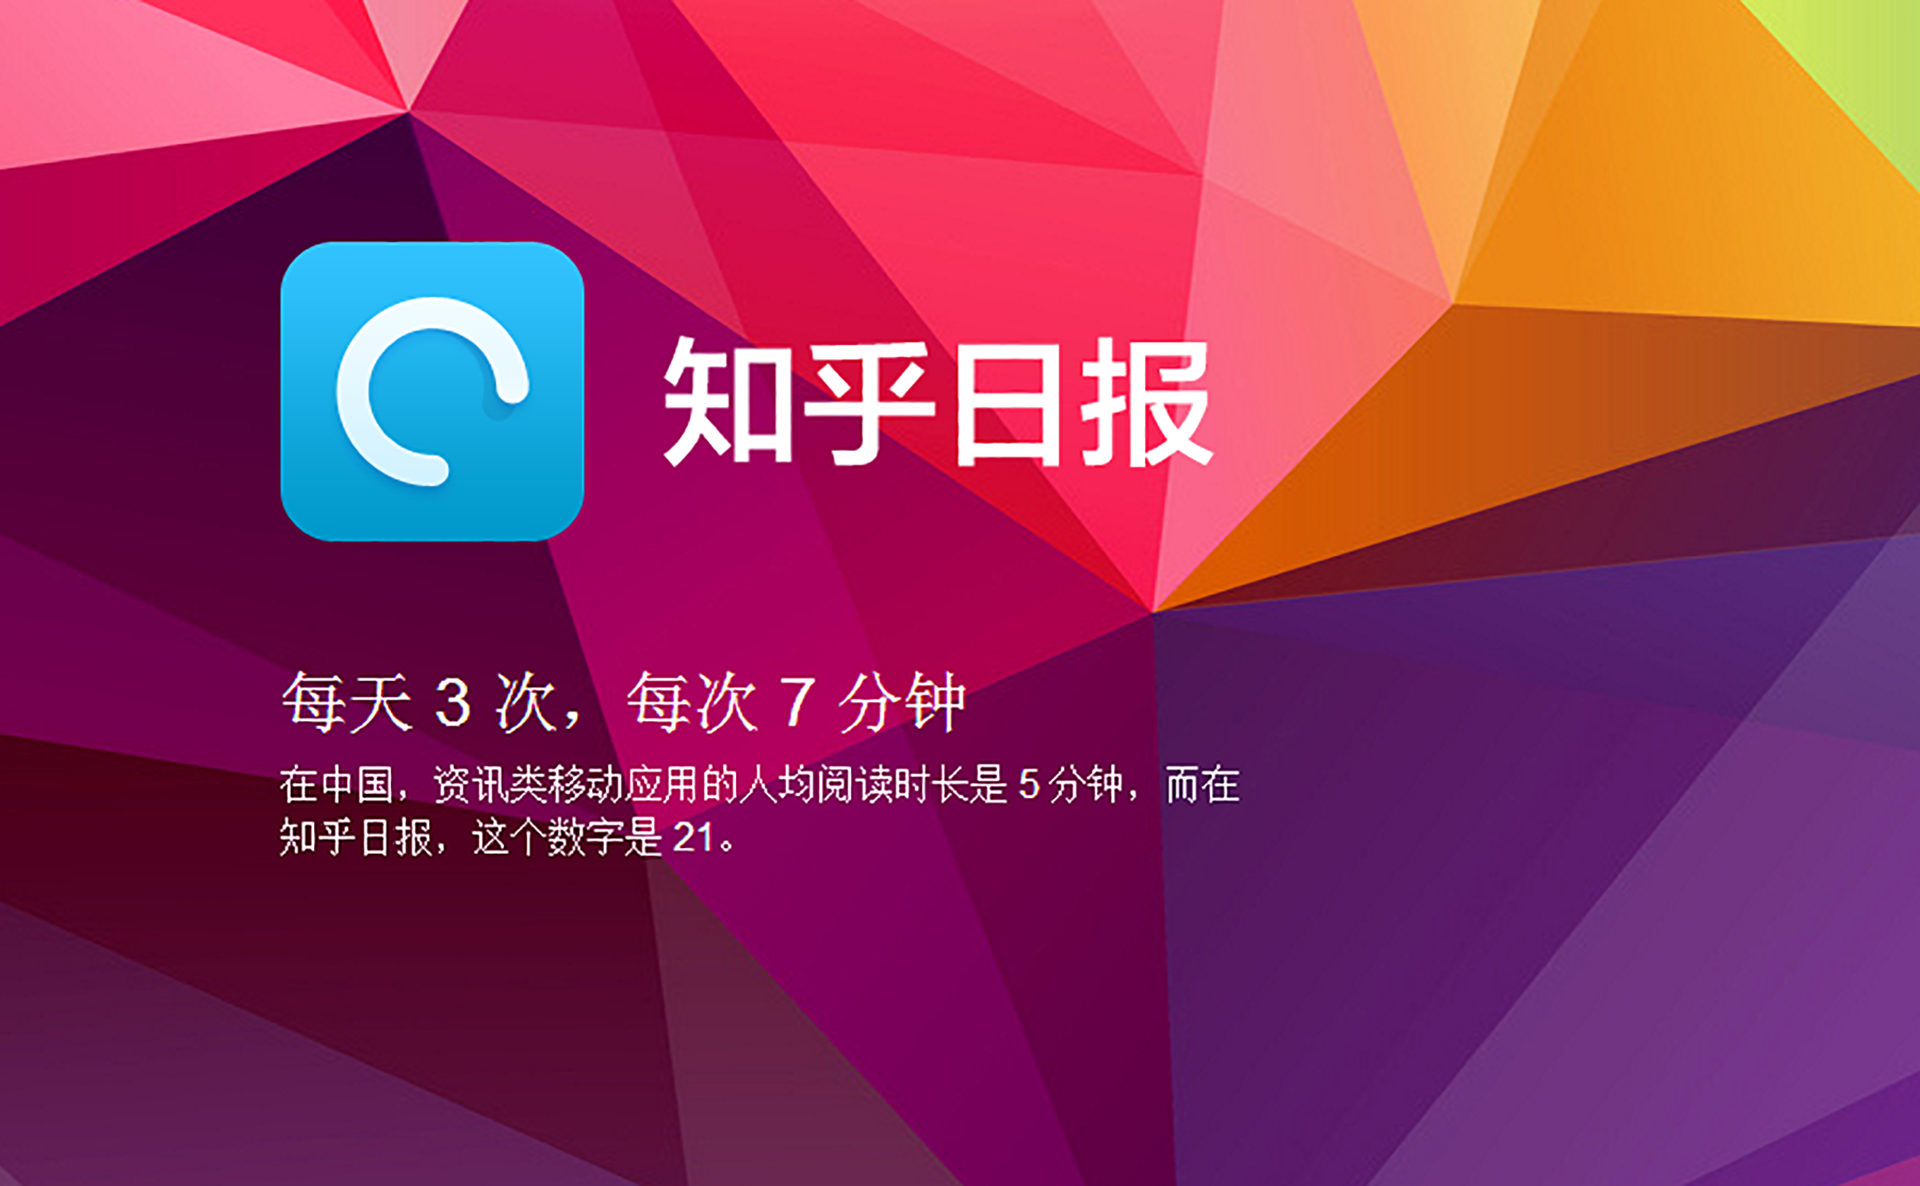 知乎日报
每天 3 次，每次 7 分钟
在中国，资讯类移动应用的人均阅读时长是 5 分钟，而在
知乎日报，这个数字是 21。